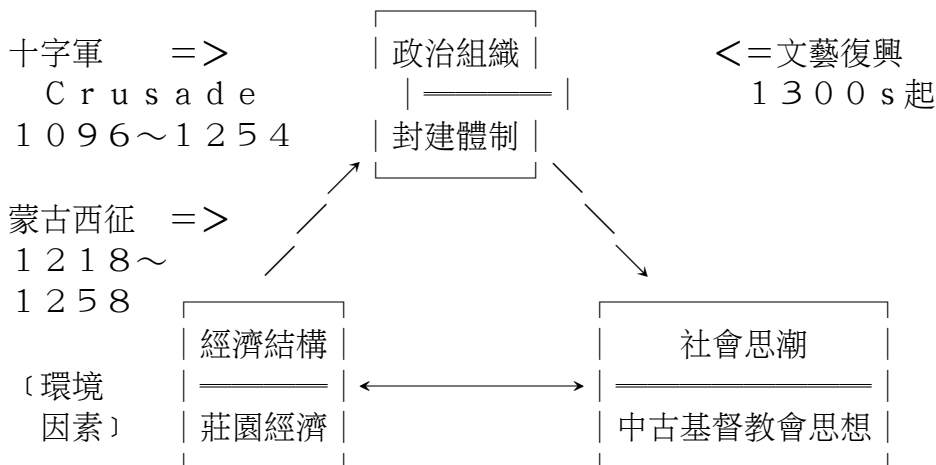 十字軍 => 政治組織 <=文藝復興
Crusade 1300s起
1096~1254 封建體制
蒙古西征 =>
1218~
1258
經濟結構 社會思潮
〔環境
因素〕 莊園經濟 中古基督教會思想